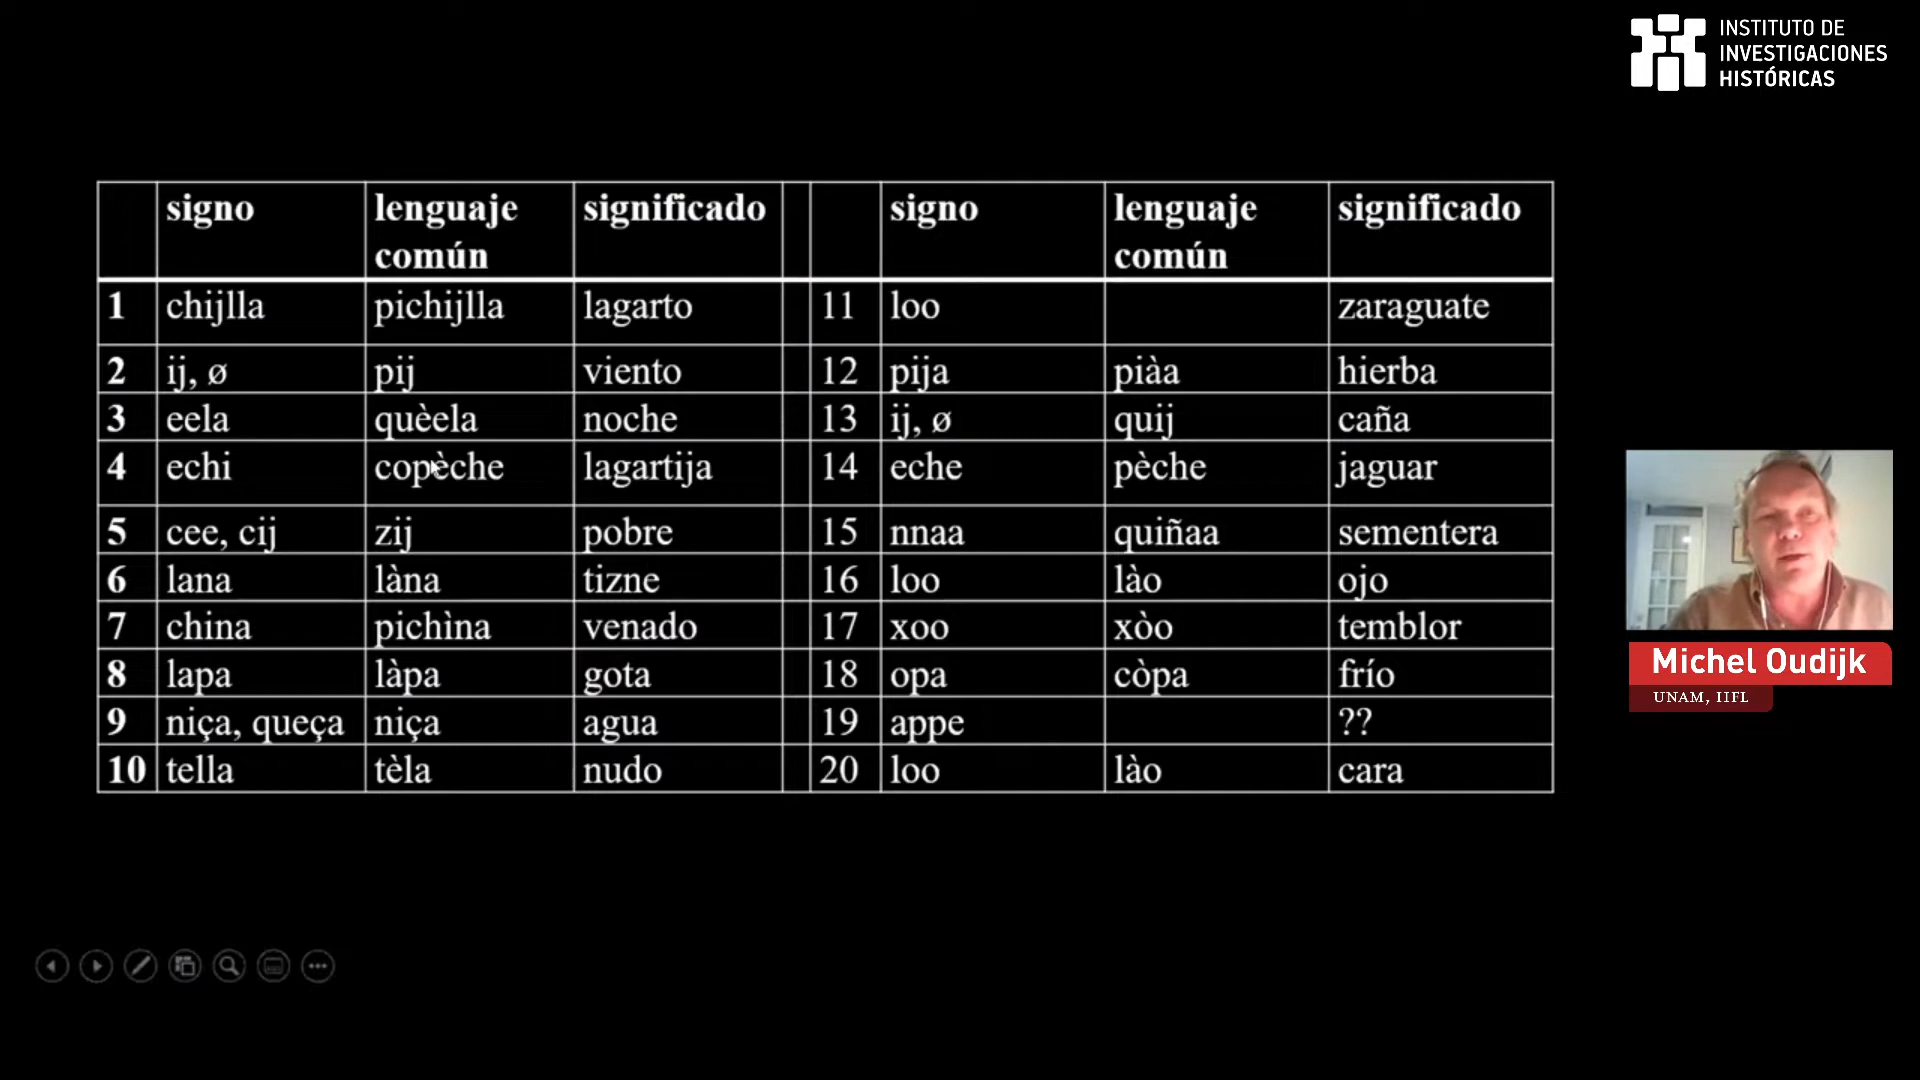 INSTITUTO DE
INVESTIGACIONES
HISTÓRICAS
signo lenguaje común significado signo lenguaje común significado
1 chijlla pichijlla lagarto 11 loo zaraguate
2 ij, ø pij viento 12 pija piàa hierba
3 eela quèela noche 13 ij, ø quij caña
4 echi copèche lagartija 14 eche pèche jaguar
5 cee, cij zij pobre 15 nnaa quiñaa sementera
6 lana làna tizne 16 loo lào ojo
7 china pichìna venado 17 xoo xòo temblor
8 lapa làpa gota 18 opa còpa frío
9 niça, queça niça agua 19 appe ??
10 tella tèla nudo 20 loo lào cara
Michel Oudijk
UNAM, IIFL